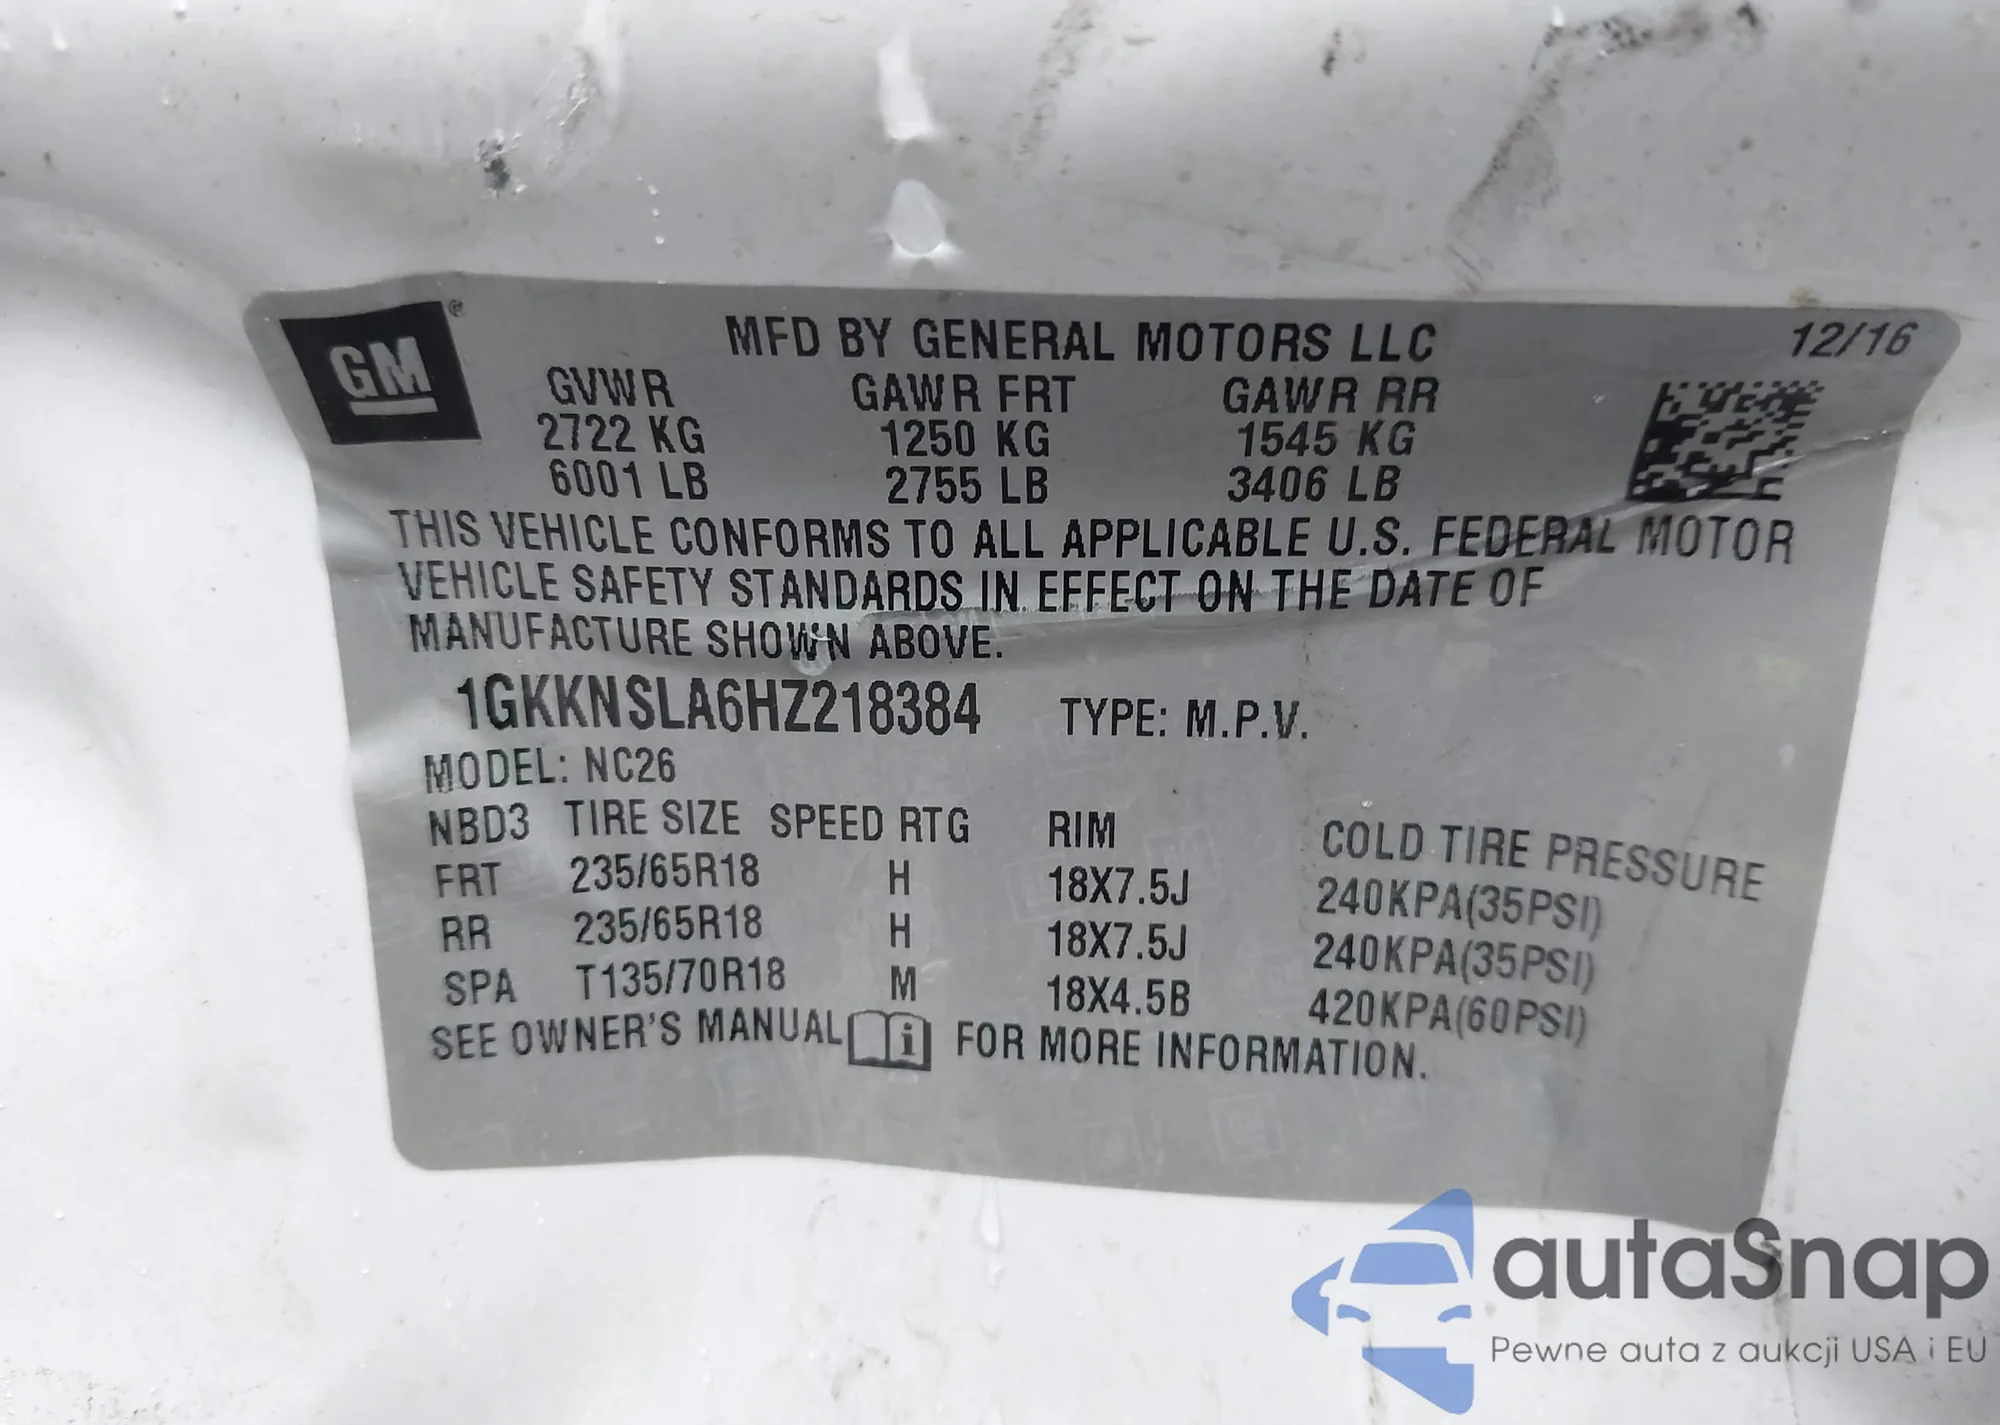 GM ®
MFD BY GENERAL MOTORS LLC 12/16
GVWR GAWR FRT GAWR RR
2722 KG 1250 KG 1545 KG
6001 LB 2755 LB 3406 LB
THIS VEHICLE CONFORMS TO ALL APPLICABLE U.S. FEDERAL MOTOR
VEHICLE SAFETY STANDARDS IN EFFECT ON THE DATE OF
MANUFACTURE SHOWN ABOVE.
1GKKNSLA6HZ218384 TYPE: M.P.V.
MODEL: NC26
NBD3 TIRE SIZE SPEED RTG RIM COLD TIRE PRESSURE
FRT 235/65R18 H 18X7.5J 240KPA(35PSI)
RR 235/65R18 H 18X7.5J 240KPA(35PSI)
SPA T135/70R18 M 18X4.5B 420KPA(60PSI)
SEE OWNER'S MANUAL i FOR MORE INFORMATION.
autaSnap
Pewne auta z aukcji USA i EU